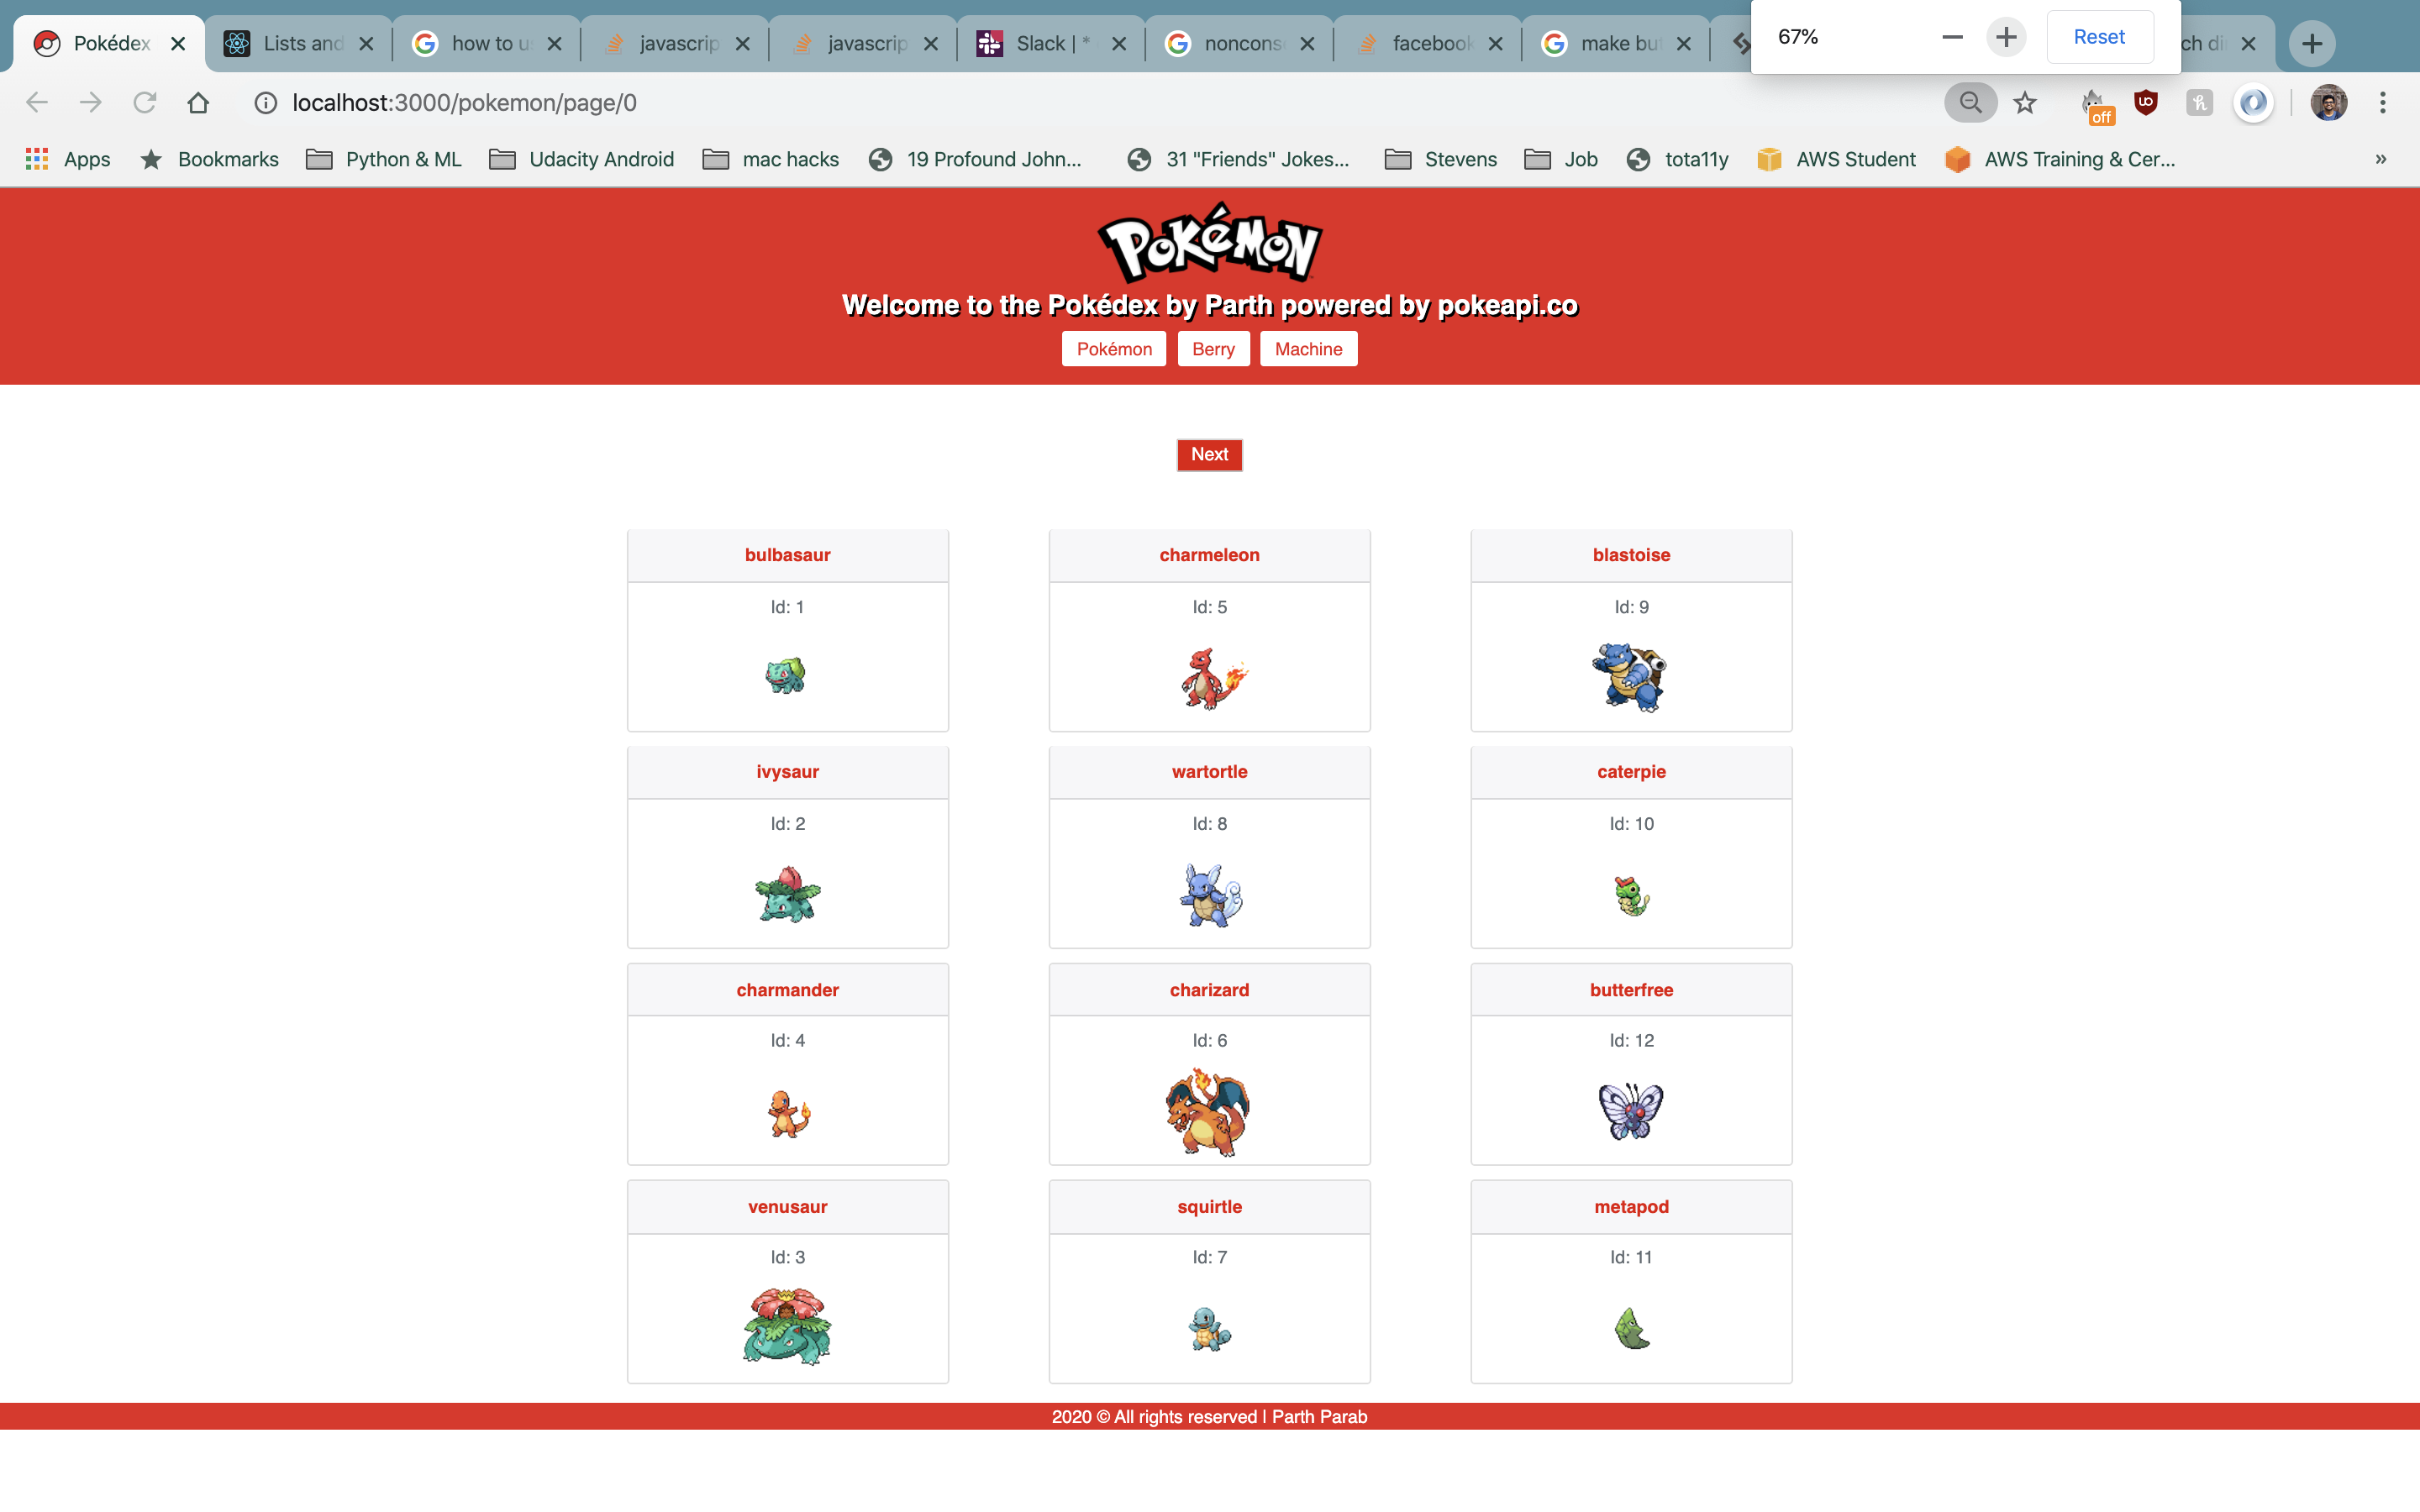 Pokédex
Lists and
how to u
javascrip
javascrip
Slack | *
noncons
facebook
make bu
ch di
67%
Reset
localhost:3000/pokemon/page/0
off
Apps
Bookmarks
Python & ML
Udacity Android
mac hacks
19 Profound John...
31 "Friends" Jokes...
Stevens
Job
tota11y
AWS Student
AWS Training & Cer...
»
POKéMON
Welcome to the Pokédex by Parth powered by pokeapi.co
Pokémon Berry Machine
Next
bulbasaur
Id: 1
charmeleon
Id: 5
blastoise
Id: 9
ivysaur
Id: 2
wartortle
Id: 8
caterpie
Id: 10
charmander
Id: 4
charizard
Id: 6
butterfree
Id: 12
venusaur
Id: 3
squirtle
Id: 7
metapod
Id: 11
2020 © All rights reserved | Parth Parab